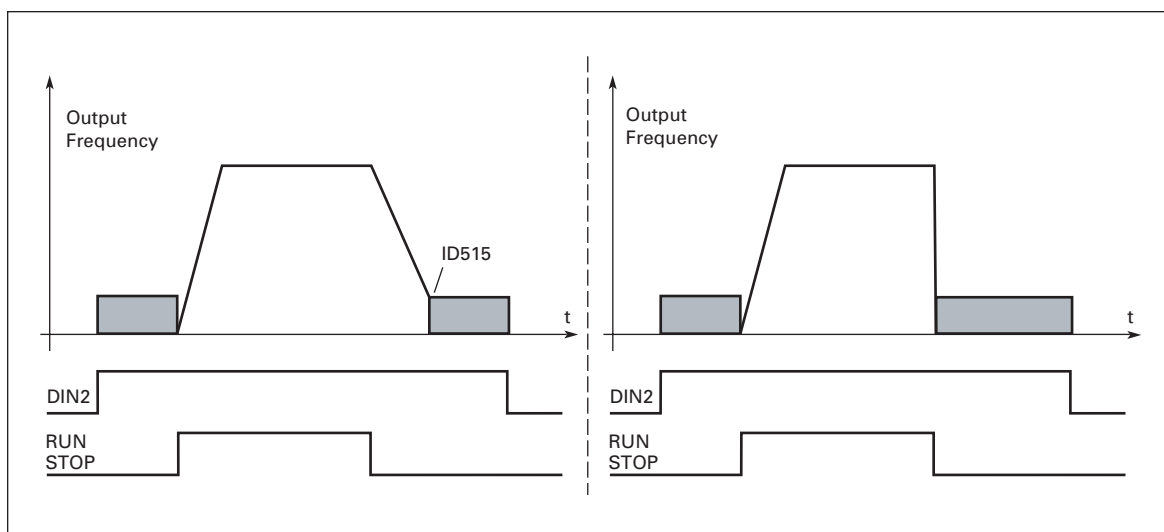 Output
Frequency
ID515
t
DIN2
RUN
STOP
Output
Frequency
t
DIN2
RUN
STOP